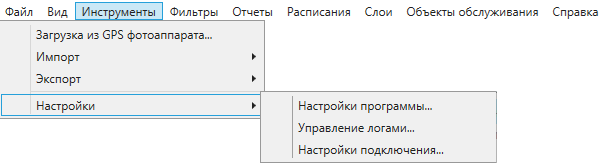 Файл Вид Инструменты Фильтры Отчеты Расписания Слои Объекты обслуживания Справка
Загрузка из GPS фотоаппарата...
Импорт
Экспорт
Настройки
Настройки программы...
Управление логами...
Настройки подключения...